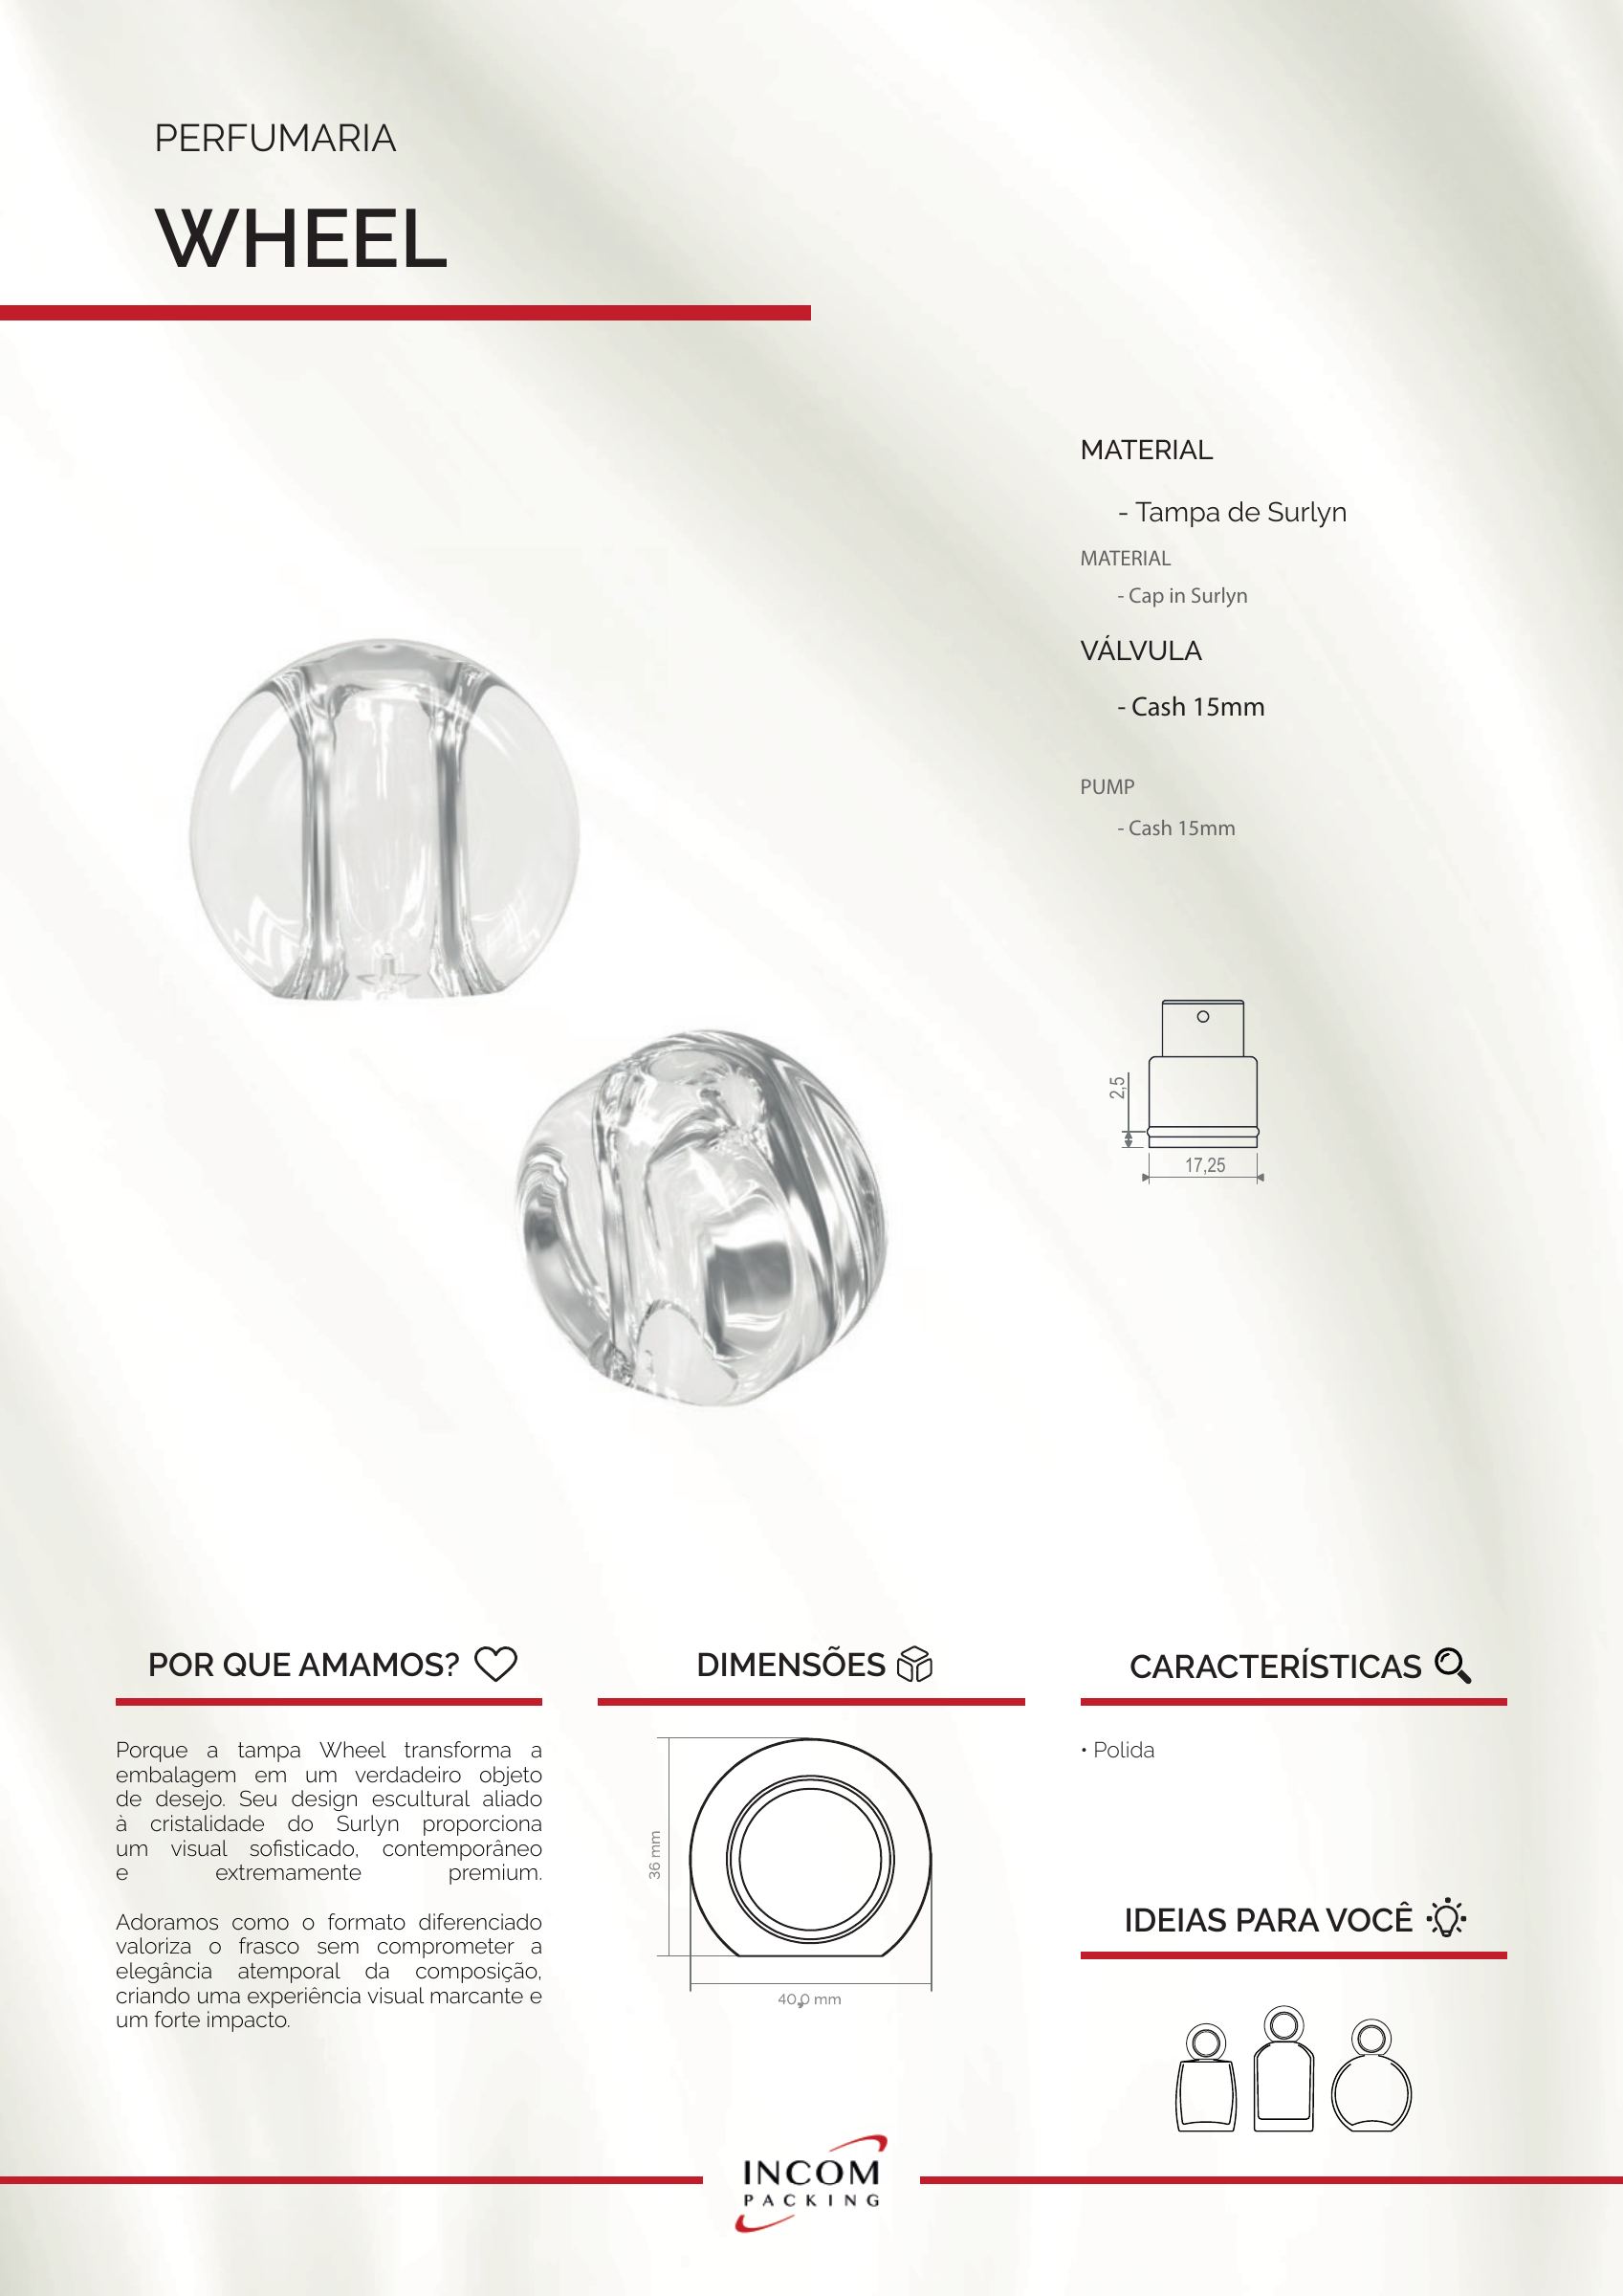 PERFUMARIA
WHEEL
MATERIAL
- Tampa de Surlyn
MATERIAL
- Cap in Surlyn
VÁLVULA
- Cash 15mm
PUMP
- Cash 15mm
2,5
17,25
POR QUE AMAMOS?
Porque a tampa Wheel transforma a
embalagem em um verdadeiro objeto
de desejo. Seu design escultural aliado
à cristalidade do Surlyn proporciona
um visual sofisticado, contemporâneo
e extremamente premium.
Adoramos como o formato diferenciado
valoriza o frasco sem comprometer a
elegância atemporal da composição,
criando uma experiência visual marcante e
um forte impacto.
DIMENSÕES
36 mm
40,0 mm
CARACTERÍSTICAS
• Polida
IDEIAS PARA VOCÊ
INCOM
PACKING